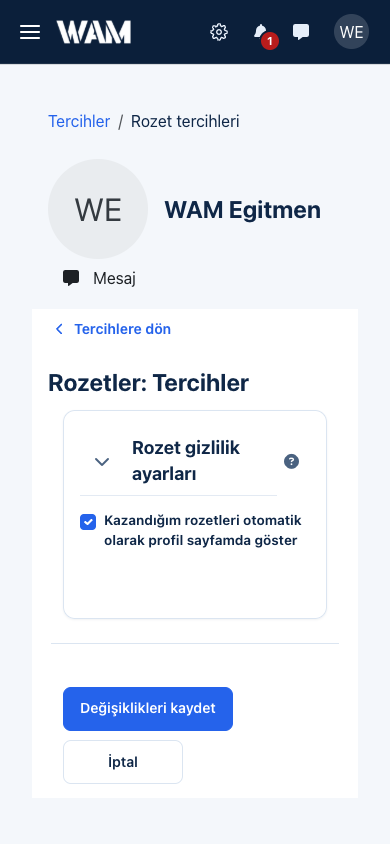 WAM
1
WE
Tercihler / Rozet tercihleri
WE
WAM Egitmen
Mesaj
Tercihlere dön
Rozetler: Tercihler
Rozet gizlilik
ayarları
?
Kazandığım rozetleri otomatik
olarak profil sayfamda göster
Değişiklikleri kaydet
İptal